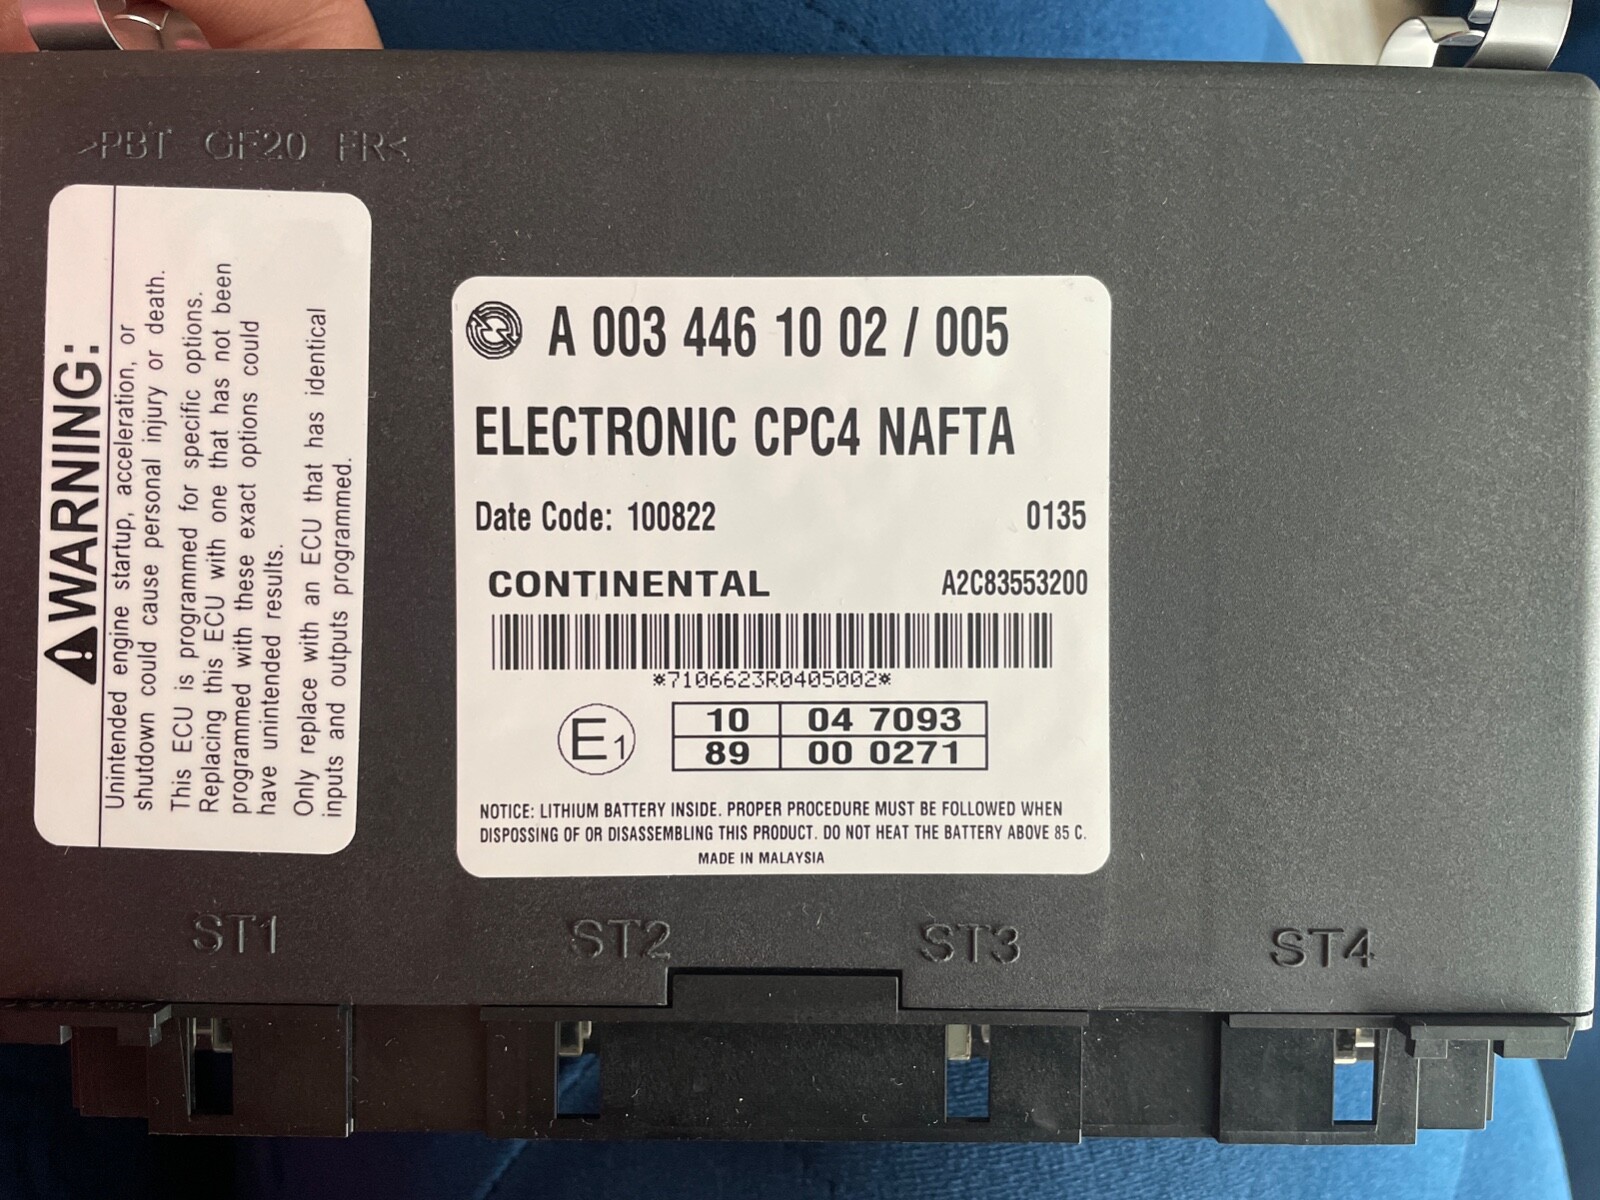 >PBT GF20 FR<
⚠WARNING:
Unintended engine startup, acceleration, or
shutdown could cause personal injury or death.
This ECU is programmed for specific options.
Replacing this ECU with one that has not been
programmed with these exact options could
have unintended results.
Only replace with an ECU that has identical
inputs and outputs programmed.
A 003 446 10 02 / 005
ELECTRONIC CPC4 NAFTA
Date Code: 100822 0135
CONTINENTAL A2C83553200
*7106623R0405002*
E1
10 04 7093
89 00 0271
NOTICE: LITHIUM BATTERY INSIDE. PROPER PROCEDURE MUST BE FOLLOWED WHEN
DISPOSSING OF OR DISASSEMBLING THIS PRODUCT. DO NOT HEAT THE BATTERY ABOVE 85 C.
MADE IN MALAYSIA
ST1 ST2 ST3 ST4